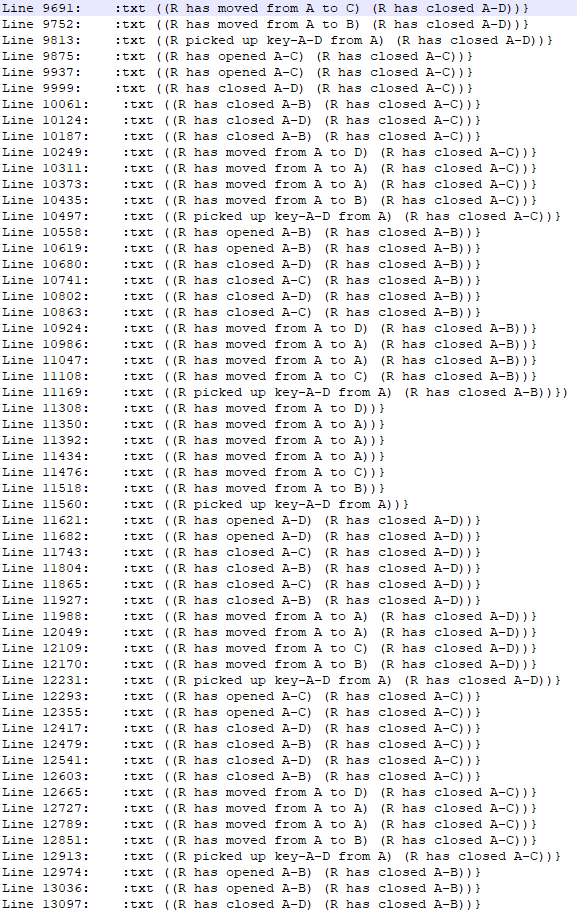 Line 9691: :txt ((R has moved from A to C) (R has closed A-D))}
Line 9752: :txt ((R has moved from A to B) (R has closed A-D))}
Line 9813: :txt ((R picked up key-A-D from A) (R has closed A-D))}
Line 9875: :txt ((R has opened A-C) (R has closed A-C))}
Line 9937: :txt ((R has opened A-C) (R has closed A-C))}
Line 9999: :txt ((R has closed A-D) (R has closed A-C))}
Line 10061: :txt ((R has closed A-B) (R has closed A-C))}
Line 10124: :txt ((R has closed A-D) (R has closed A-C))}
Line 10187: :txt ((R has closed A-B) (R has closed A-C))}
Line 10249: :txt ((R has moved from A to D) (R has closed A-C))}
Line 10311: :txt ((R has moved from A to A) (R has closed A-C))}
Line 10373: :txt ((R has moved from A to A) (R has closed A-C))}
Line 10435: :txt ((R has moved from A to B) (R has closed A-C))}
Line 10497: :txt ((R picked up key-A-D from A) (R has closed A-C))}
Line 10558: :txt ((R has opened A-B) (R has closed A-B))}
Line 10619: :txt ((R has opened A-B) (R has closed A-B))}
Line 10680: :txt ((R has closed A-D) (R has closed A-B))}
Line 10741: :txt ((R has closed A-C) (R has closed A-B))}
Line 10802: :txt ((R has closed A-D) (R has closed A-B))}
Line 10863: :txt ((R has closed A-C) (R has closed A-B))}
Line 10924: :txt ((R has moved from A to D) (R has closed A-B))}
Line 10986: :txt ((R has moved from A to A) (R has closed A-B))}
Line 11047: :txt ((R has moved from A to A) (R has closed A-B))}
Line 11108: :txt ((R has moved from A to C) (R has closed A-B))}
Line 11169: :txt ((R picked up key-A-D from A) (R has closed A-B))})
Line 11308: :txt ((R has moved from A to D))}
Line 11350: :txt ((R has moved from A to A))}
Line 11392: :txt ((R has moved from A to A))}
Line 11434: :txt ((R has moved from A to A))}
Line 11476: :txt ((R has moved from A to C))}
Line 11518: :txt ((R has moved from A to B))}
Line 11560: :txt ((R picked up key-A-D from A))}
Line 11621: :txt ((R has opened A-D) (R has closed A-D))}
Line 11682: :txt ((R has opened A-D) (R has closed A-D))}
Line 11743: :txt ((R has closed A-C) (R has closed A-D))}
Line 11804: :txt ((R has closed A-B) (R has closed A-D))}
Line 11865: :txt ((R has closed A-C) (R has closed A-D))}
Line 11927: :txt ((R has closed A-B) (R has closed A-D))}
Line 11988: :txt ((R has moved from A to A) (R has closed A-D))}
Line 12049: :txt ((R has moved from A to A) (R has closed A-D))}
Line 12109: :txt ((R has moved from A to C) (R has closed A-D))}
Line 12170: :txt ((R has moved from A to B) (R has closed A-D))}
Line 12231: :txt ((R picked up key-A-D from A) (R has closed A-D))}
Line 12293: :txt ((R has opened A-C) (R has closed A-C))}
Line 12355: :txt ((R has opened A-C) (R has closed A-C))}
Line 12417: :txt ((R has closed A-D) (R has closed A-C))}
Line 12479: :txt ((R has closed A-B) (R has closed A-C))}
Line 12541: :txt ((R has closed A-D) (R has closed A-C))}
Line 12603: :txt ((R has closed A-B) (R has closed A-C))}
Line 12665: :txt ((R has moved from A to D) (R has closed A-C))}
Line 12727: :txt ((R has moved from A to A) (R has closed A-C))}
Line 12789: :txt ((R has moved from A to A) (R has closed A-C))}
Line 12851: :txt ((R has moved from A to B) (R has closed A-C))}
Line 12913: :txt ((R picked up key-A-D from A) (R has closed A-C))}
Line 12974: :txt ((R has opened A-B) (R has closed A-B))}
Line 13036: :txt ((R has opened A-B) (R has closed A-B))}
Line 13097: :txt ((R has closed A-D) (R has closed A-B))}